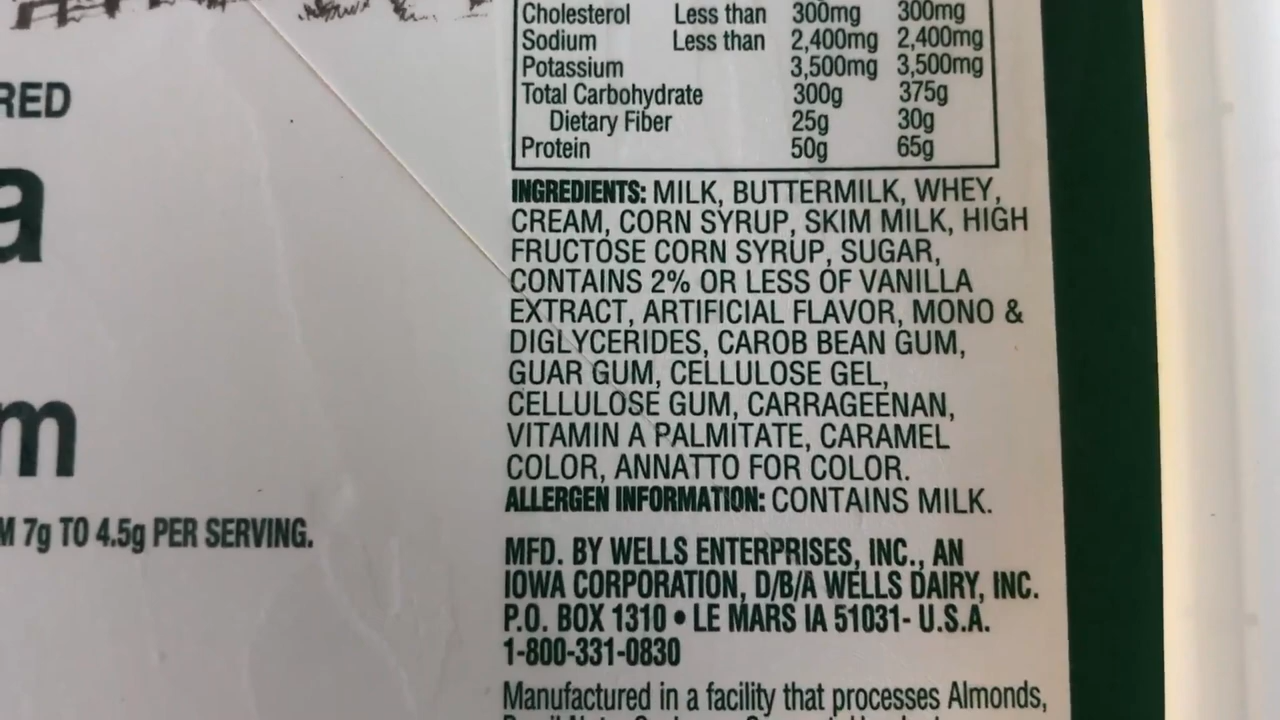 Cholesterol Less than 300mg 300mg
Sodium Less than 2,400mg 2,400mg
Potassium 3,500mg 3,500mg
Total Carbohydrate 300g 375g
Dietary Fiber 25g 30g
Protein 50g 65g
RED
a
m
M 7g TO 4.5g PER SERVING.
INGREDIENTS: MILK, BUTTERMILK, WHEY,
CREAM, CORN SYRUP, SKIM MILK, HIGH
FRUCTOSE CORN SYRUP, SUGAR,
CONTAINS 2% OR LESS OF VANILLA
EXTRACT, ARTIFICIAL FLAVOR, MONO &
DIGLYCERIDES, CAROB BEAN GUM,
GUAR GUM, CELLULOSE GEL,
CELLULOSE GUM, CARRAGEENAN,
VITAMIN A PALMITATE, CARAMEL
COLOR, ANNATTO FOR COLOR.
ALLERGEN INFORMATION: CONTAINS MILK.
MFD. BY WELLS ENTERPRISES, INC., AN
IOWA CORPORATION, D/B/A WELLS DAIRY, INC.
P.O. BOX 1310 • LE MARS IA 51031- U.S.A.
1-800-331-0830
Manufactured in a facility that processes Almonds,